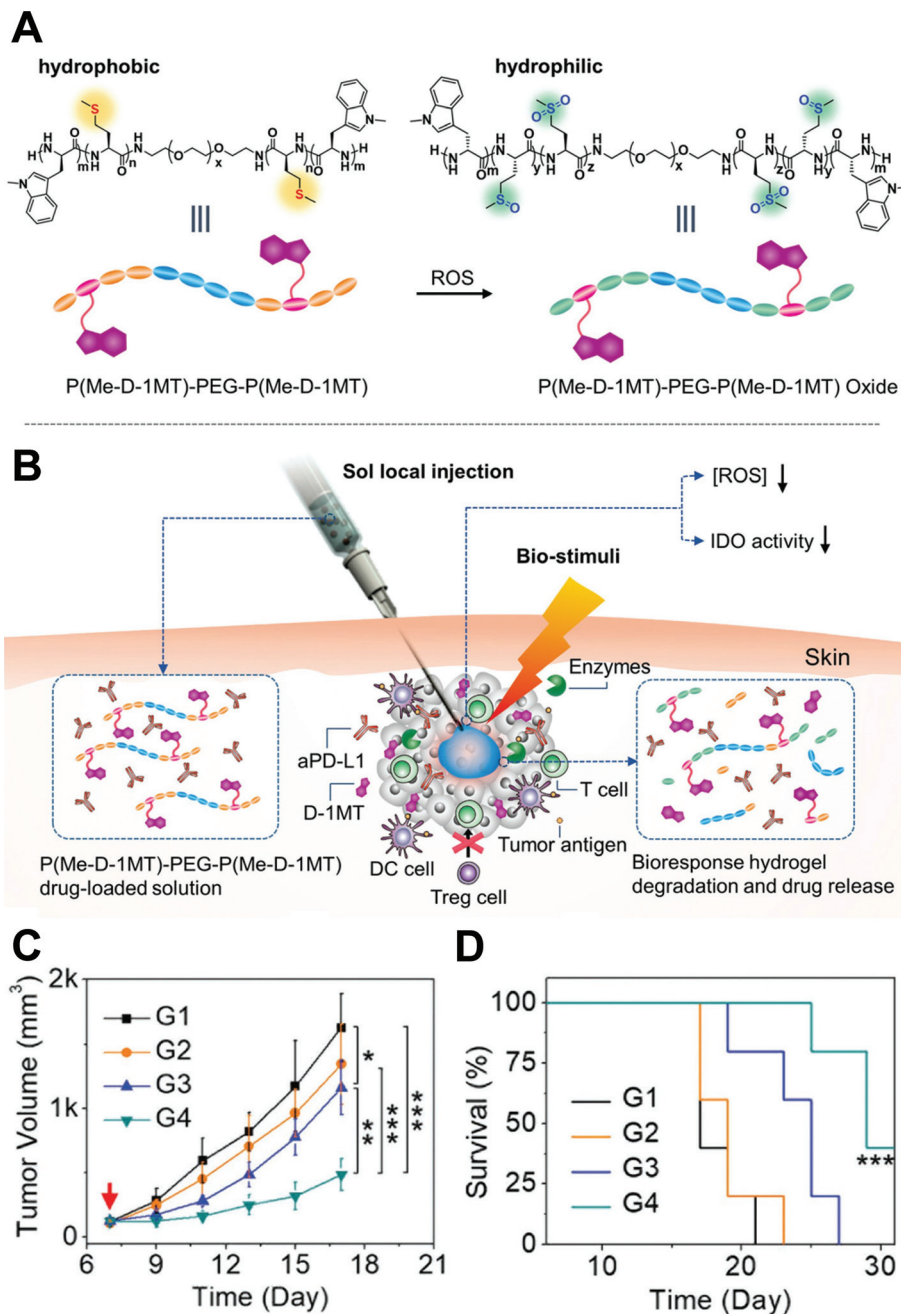 A
hydrophobic
hydrophilic
S
O
H
N
H
N
m
n
O
x
N
H
O
n
S
O
H
N
H
m
N
N
N
O
H
m
N
H
S
O
y
O
S
O
H
N
z
O
x
N
H
O
z
S
O
O
S
O
y
N
H
H
m
N
ROS
P(Me-D-1MT)-PEG-P(Me-D-1MT)
P(Me-D-1MT)-PEG-P(Me-D-1MT) Oxide
B
Sol local injection
[ROS]
IDO activity
Bio-stimuli
Skin
Enzymes
aPD-L1
D-1MT
T cell
Tumor antigen
DC cell
Treg cell
P(Me-D-1MT)-PEG-P(Me-D-1MT)
drug-loaded solution
Bioresponse hydrogel
degradation and drug release
C
Tumor Volume (mm3)
2k
1k
0
G1
G2
G3
G4
*
**
***
***
6 9 12 15 18 21
Time (Day)
D
Survival (%)
100
75
50
25
0
G1
G2
G3
G4
***
10 20 30
Time (Day)